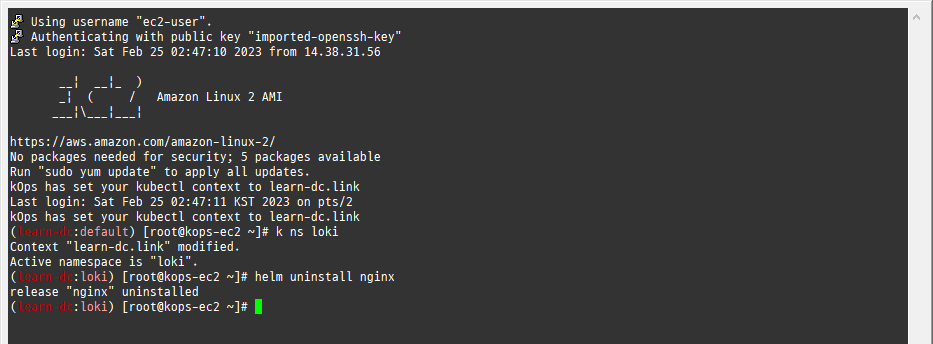 Using username "ec2-user".
Authenticating with public key "imported-openssh-key"
Last login: Sat Feb 25 02:47:10 2023 from 14.38.31.56

       __|  __|_  )
       _|  (     /   Amazon Linux 2 AMI
      ___|\___|___|

https://aws.amazon.com/amazon-linux-2/
No packages needed for security; 5 packages available
Run "sudo yum update" to apply all updates.
kOps has set your kubectl context to learn-dc.link
Last login: Sat Feb 25 02:47:11 KST 2023 on pts/2
kOps has set your kubectl context to learn-dc.link
(learn-dc:default) [root@kops-ec2 ~]# k ns loki
Context "learn-dc.link" modified.
Active namespace is "loki".
(learn-dc:loki) [root@kops-ec2 ~]# helm uninstall nginx
release "nginx" uninstalled
(learn-dc:loki) [root@kops-ec2 ~]#